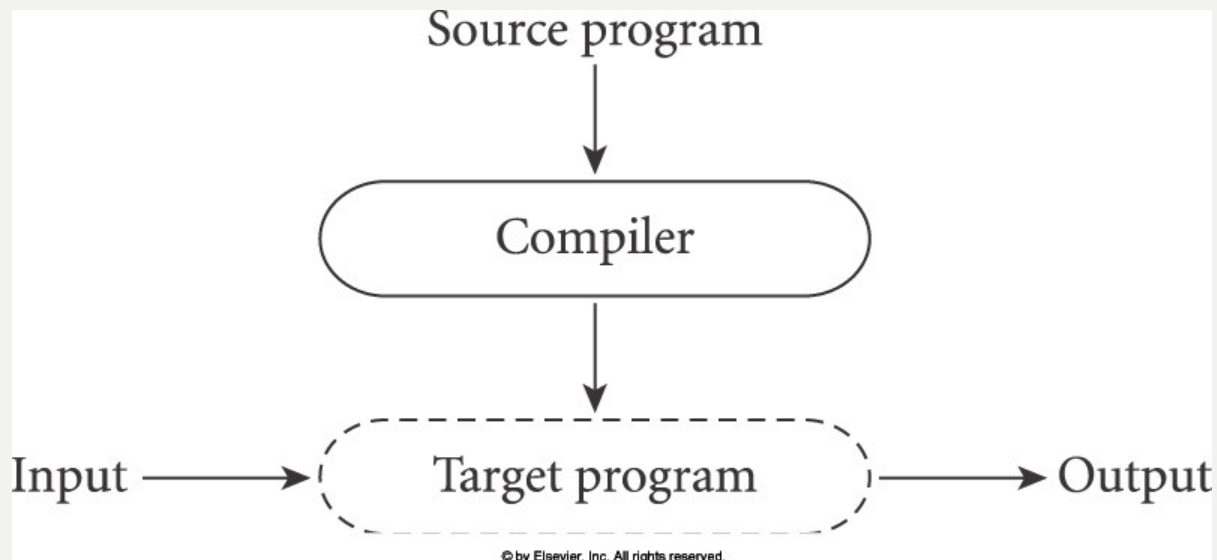 Source program
Compiler
Input
Target program
Output
© by Elsevier, Inc. All rights reserved.